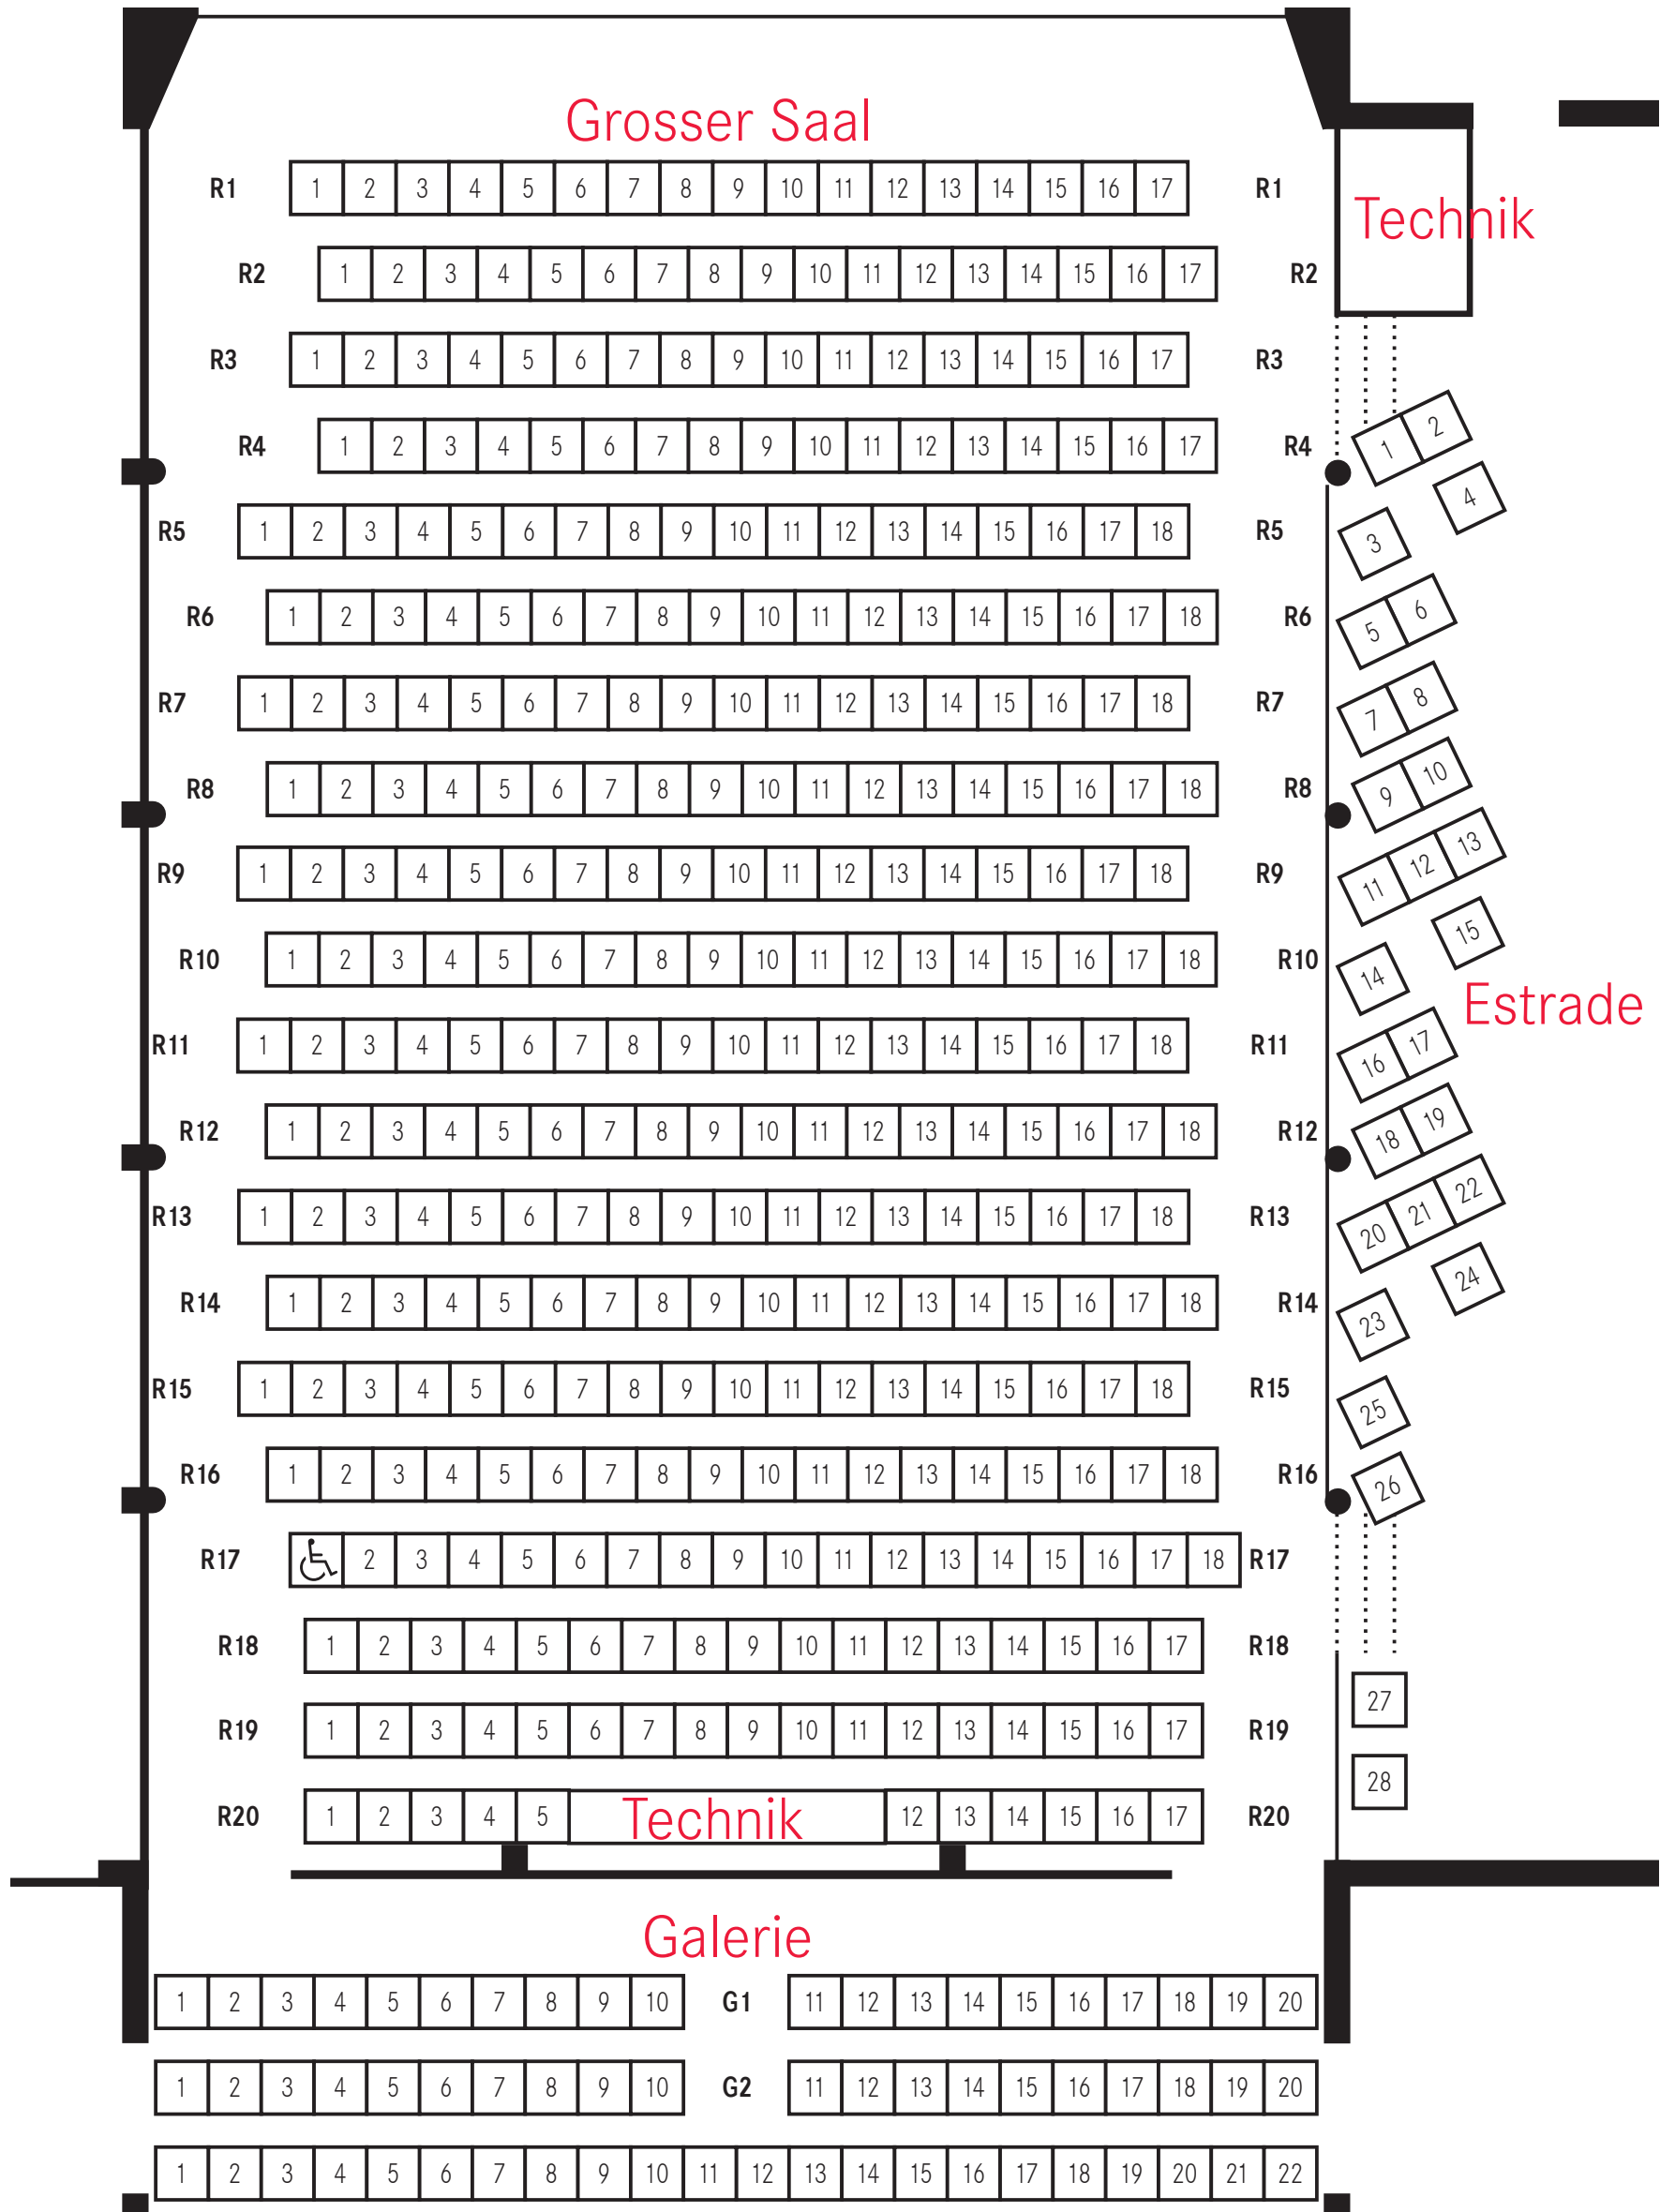 Grosser Saal
R1 1 2 3 4 5 6 7 8 9 10 11 12 13 14 15 16 17 R1
Technik
R2 1 2 3 4 5 6 7 8 9 10 11 12 13 14 15 16 17 R2
R3 1 2 3 4 5 6 7 8 9 10 11 12 13 14 15 16 17 R3
R4 1 2 3 4 5 6 7 8 9 10 11 12 13 14 15 16 17 R4
1 2
4
R5 1 2 3 4 5 6 7 8 9 10 11 12 13 14 15 16 17 18 R5
3
R6 1 2 3 4 5 6 7 8 9 10 11 12 13 14 15 16 17 18 R6
5 6
R7 1 2 3 4 5 6 7 8 9 10 11 12 13 14 15 16 17 18 R7
7 8
R8 1 2 3 4 5 6 7 8 9 10 11 12 13 14 15 16 17 18 R8
9 10
R9 1 2 3 4 5 6 7 8 9 10 11 12 13 14 15 16 17 18 R9
11 12 13
15
R10 1 2 3 4 5 6 7 8 9 10 11 12 13 14 15 16 17 18 R10
14
Estrade
R11 1 2 3 4 5 6 7 8 9 10 11 12 13 14 15 16 17 18 R11
16 17
R12 1 2 3 4 5 6 7 8 9 10 11 12 13 14 15 16 17 18 R12
18 19
R13 1 2 3 4 5 6 7 8 9 10 11 12 13 14 15 16 17 18 R13
20 21 22
24
R14 1 2 3 4 5 6 7 8 9 10 11 12 13 14 15 16 17 18 R14
23
R15 1 2 3 4 5 6 7 8 9 10 11 12 13 14 15 16 17 18 R15
25
R16 1 2 3 4 5 6 7 8 9 10 11 12 13 14 15 16 17 18 R16
26
R17 2 3 4 5 6 7 8 9 10 11 12 13 14 15 16 17 18 R17
R18 1 2 3 4 5 6 7 8 9 10 11 12 13 14 15 16 17 R18
27
R19 1 2 3 4 5 6 7 8 9 10 11 12 13 14 15 16 17 R19
28
R20 1 2 3 4 5 Technik 12 13 14 15 16 17 R20
Galerie
1 2 3 4 5 6 7 8 9 10 G1 11 12 13 14 15 16 17 18 19 20
1 2 3 4 5 6 7 8 9 10 G2 11 12 13 14 15 16 17 18 19 20
1 2 3 4 5 6 7 8 9 10 11 12 13 14 15 16 17 18 19 20 21 22